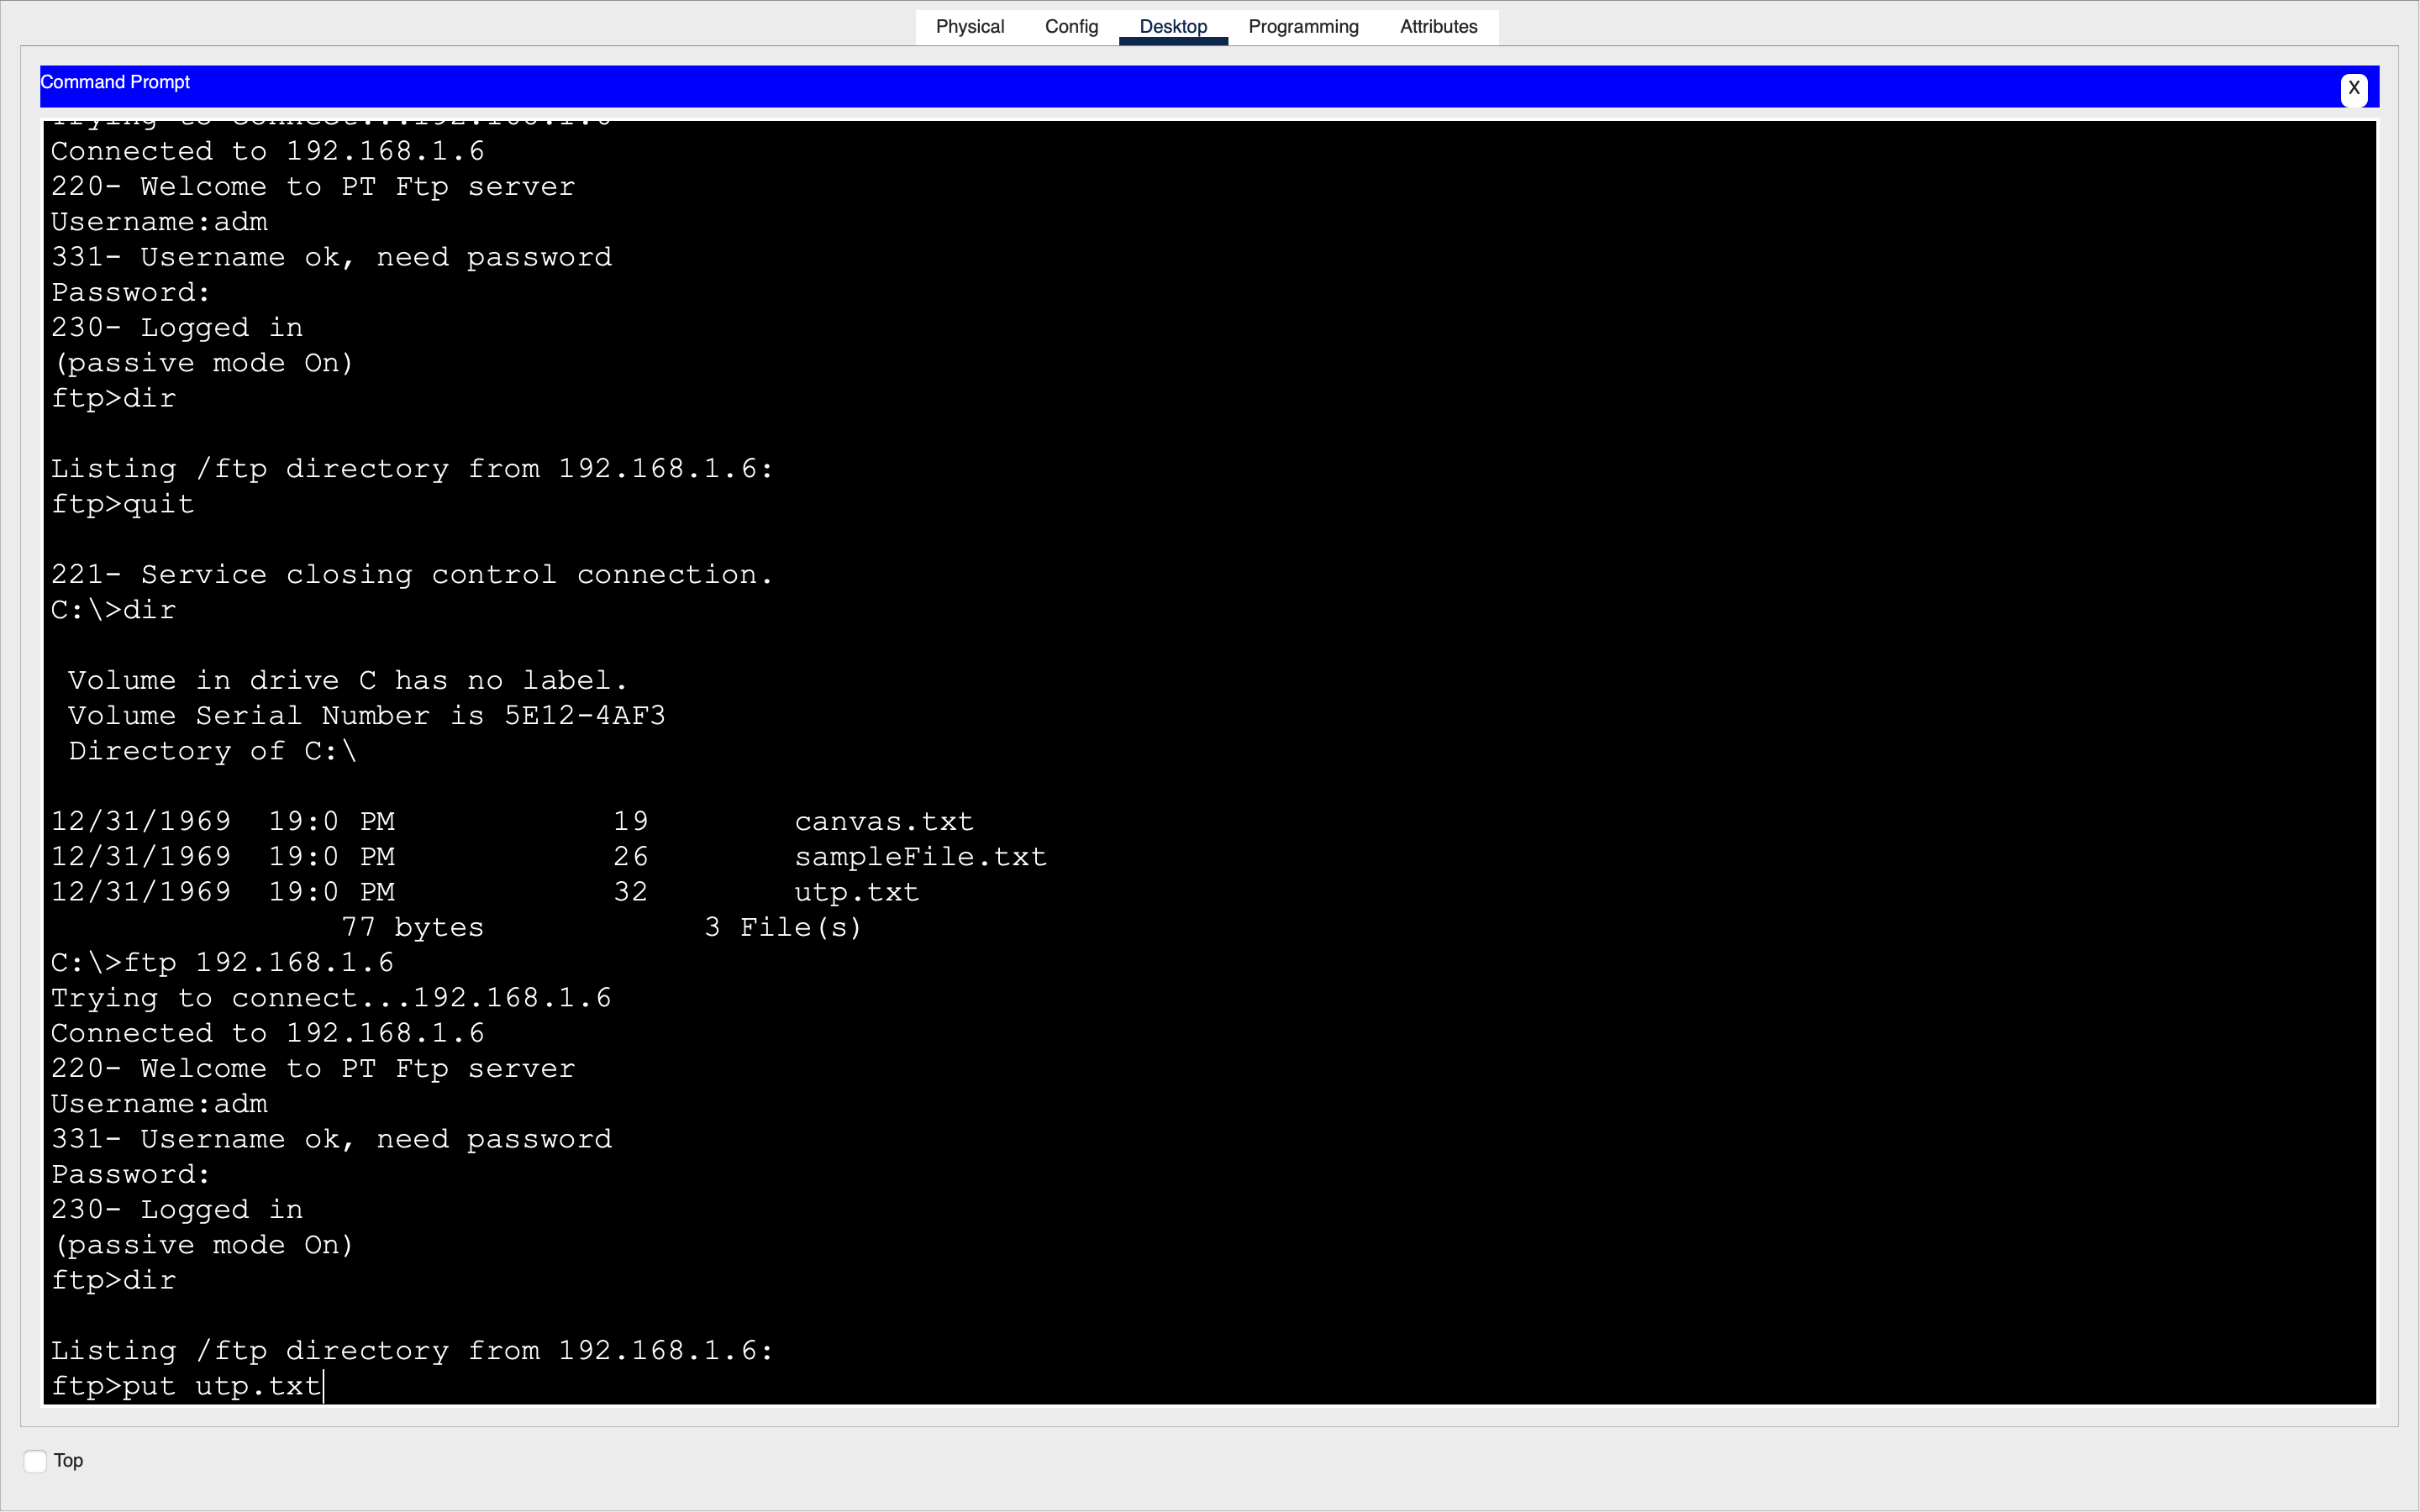 Physical Config Desktop Programming Attributes
Command Prompt
X
Trying to connect...192.168.1.6
Connected to 192.168.1.6
220- Welcome to PT Ftp server
Username:adm
331- Username ok, need password
Password:
230- Logged in
(passive mode On)
ftp>dir
Listing /ftp directory from 192.168.1.6:
ftp>quit
221- Service closing control connection.
C:\>dir
Volume in drive C has no label.
Volume Serial Number is 5E12-4AF3
Directory of C:\
12/31/1969 19:0 PM 19 canvas.txt
12/31/1969 19:0 PM 26 sampleFile.txt
12/31/1969 19:0 PM 32 utp.txt
77 bytes 3 File(s)
C:\>ftp 192.168.1.6
Trying to connect...192.168.1.6
Connected to 192.168.1.6
220- Welcome to PT Ftp server
Username:adm
331- Username ok, need password
Password:
230- Logged in
(passive mode On)
ftp>dir
Listing /ftp directory from 192.168.1.6:
ftp>put utp.txt
Top